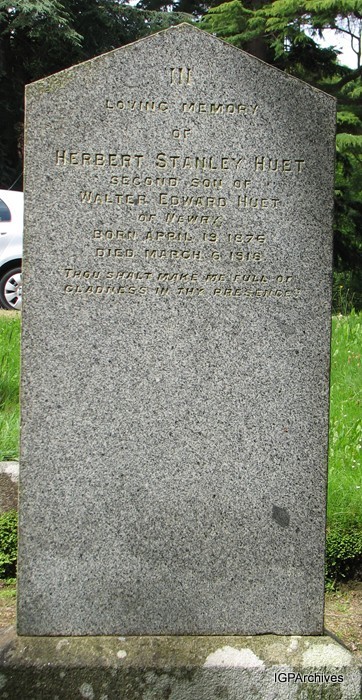 IN
LOVING MEMORY
OF
HERBERT STANLEY HUET
SECOND SON OF
WALTER EDWARD HUET
OF NEWRY
BORN APRIL 19. 1874
DIED MARCH 6 1918
THOU SHALT MAKE ME FULL OF
GLADNESS IN THY PRESENCE
IGPArchives